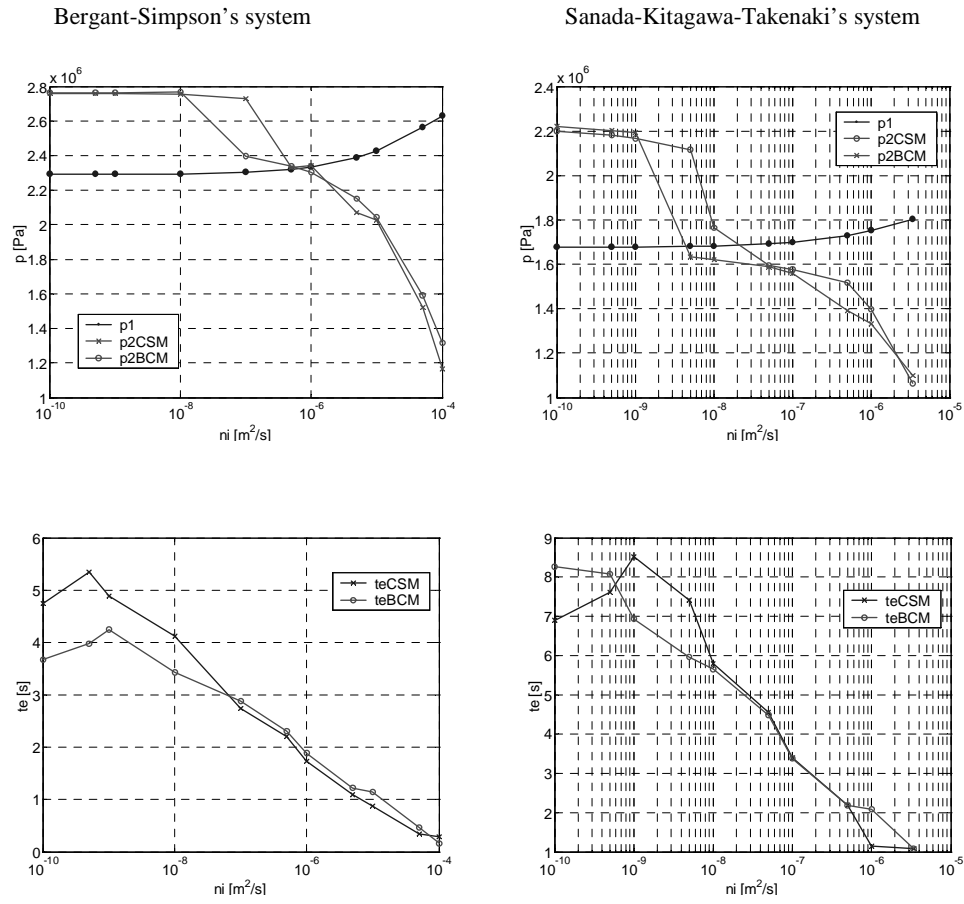 Bergant-Simpson's system
Sanada-Kitagawa-Takenaki's system
x 10^6
2.8
2.6
2.4
2.2
2
1.8
1.6
1.4
1.2
1
p [Pa]
p1
p2CSM
p2BCM
10^-10
10^-8
10^-6
10^-4
ni [m^2/s]
x 10^6
2.4
2.2
2
1.8
1.6
1.4
1.2
1
p [Pa]
p1
p2CSM
p2BCM
10^-10
10^-9
10^-8
10^-7
10^-6
10^-5
ni [m^2/s]
6
5
4
3
2
1
0
te [s]
teCSM
teBCM
10^-10
10^-8
10^-6
10^-4
ni [m^2/s]
9
8
7
6
5
4
3
2
1
te [s]
teCSM
teBCM
10^-10
10^-9
10^-8
10^-7
10^-6
10^-5
ni [m^2/s]